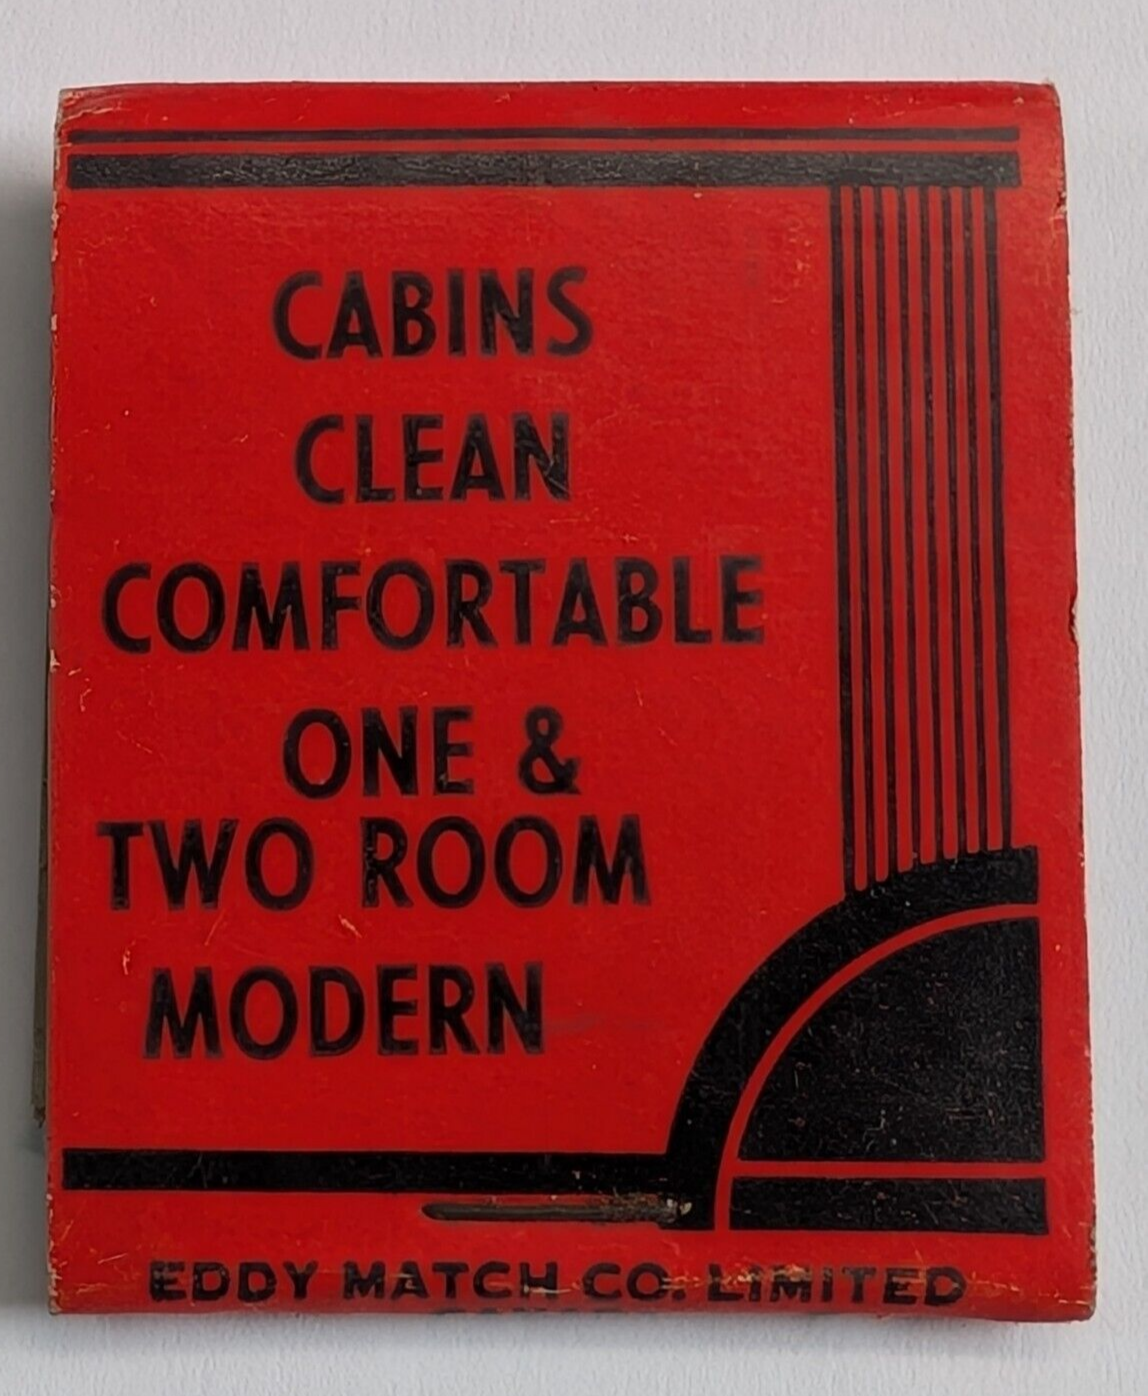 CABINS
CLEAN
COMFORTABLE
ONE &
TWO ROOM
MODERN
EDDY MATCH CO. LIMITED